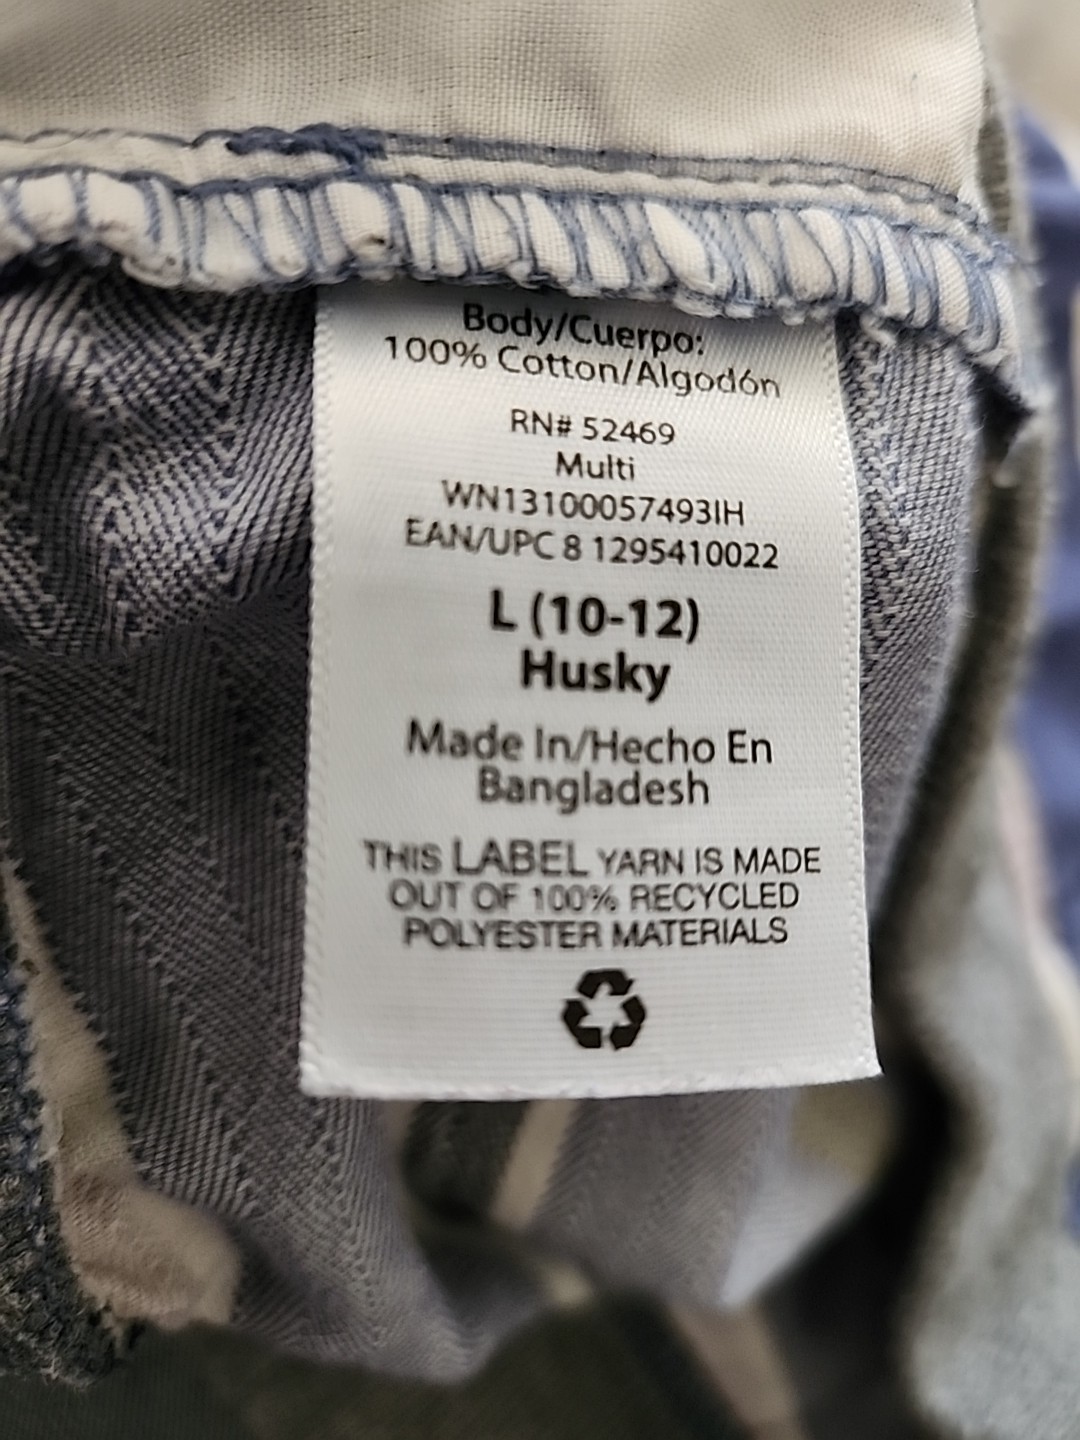 Body/Cuerpo:
100% Cotton/Algodón
RN# 52469
Multi
WN13100057493IH
EAN/UPC 8 1295410022
L (10-12)
Husky
Made In/Hecho En
Bangladesh
THIS LABEL YARN IS MADE
OUT OF 100% RECYCLED
POLYESTER MATERIALS